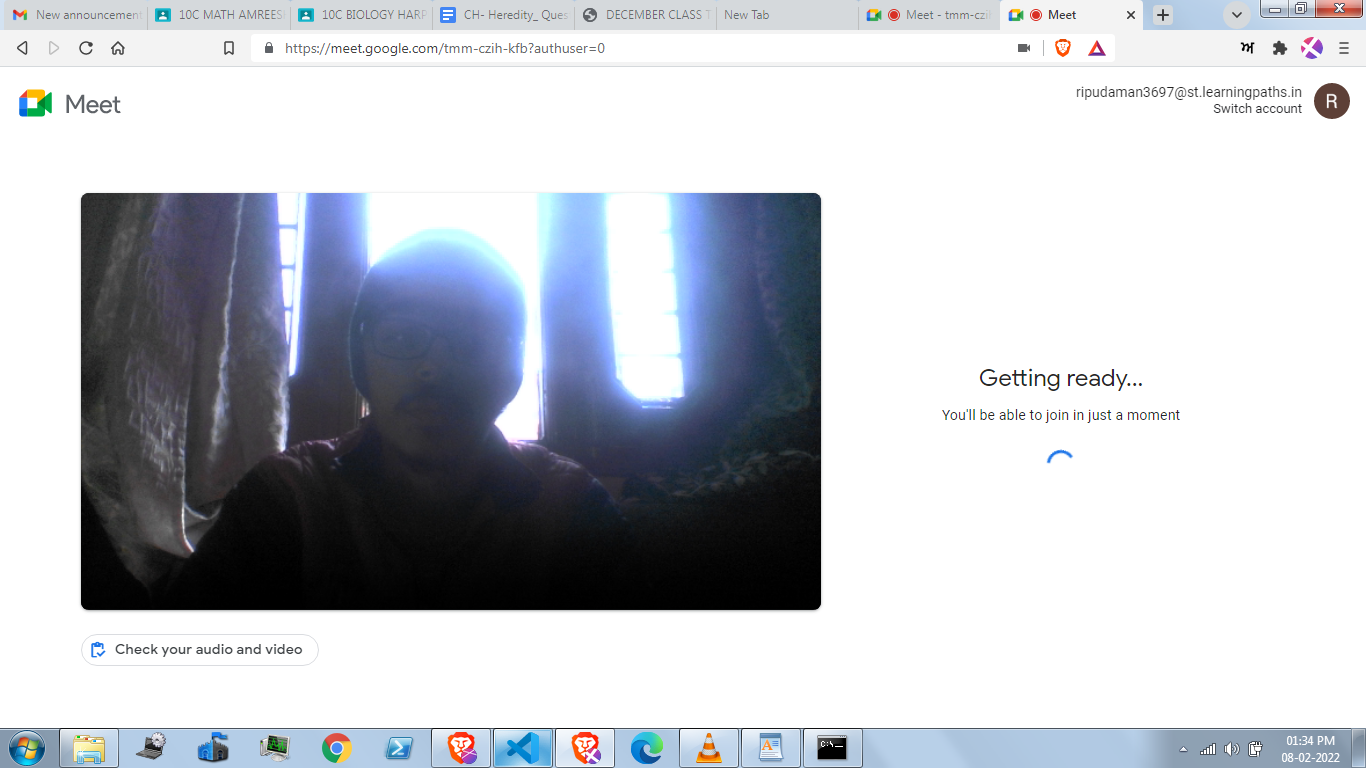 New announcement
10C MATH AMREES
10C BIOLOGY HARP
CH- Heredity_ Ques
DECEMBER CLASS T
New Tab
Meet - tmm-czih
Meet
https://meet.google.com/tmm-czih-kfb?authuser=0
ਅ
Meet
ripudaman3697@st.learningpaths.in
Switch account
R
Getting ready...
You'll be able to join in just a moment
Check your audio and video
C:\_
01:34 PM
08-02-2022